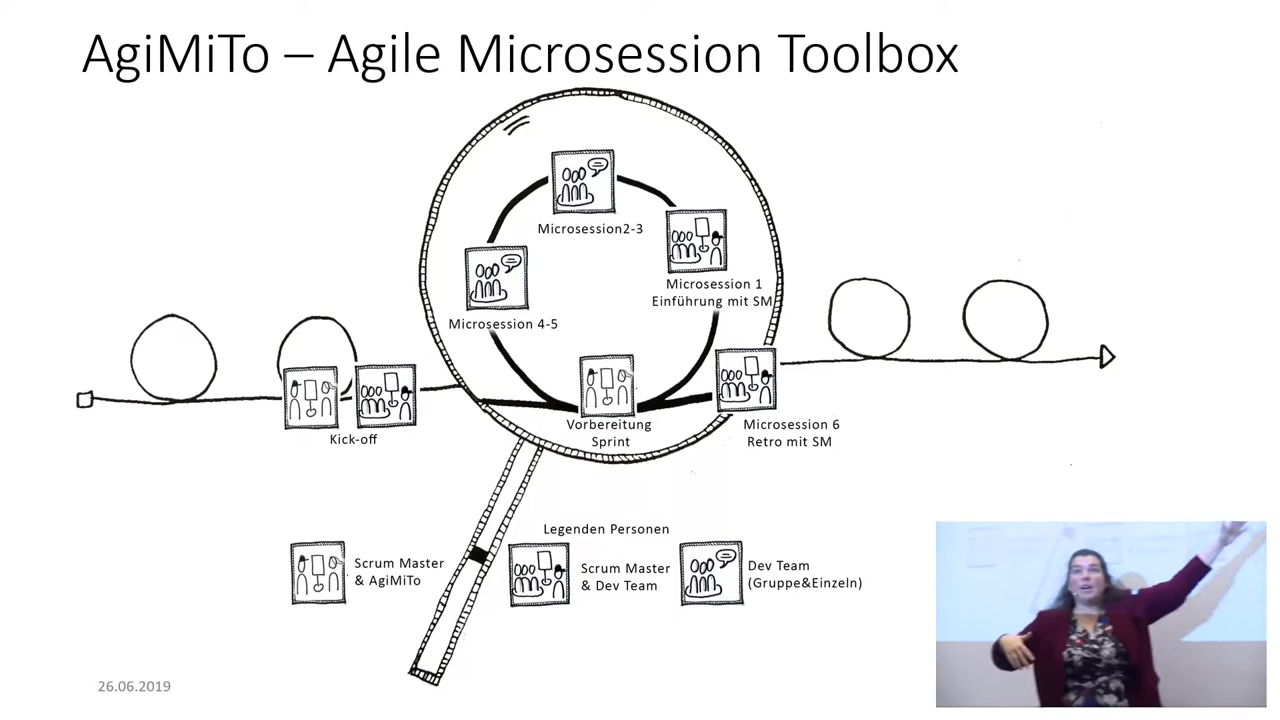 AgiMiTo – Agile Microsession Toolbox
Microsession2-3
Microsession 1
Einführung mit SM
Microsession 4-5
Vorbereitung
Sprint
Microsession 6
Retro mit SM
Kick-off
Legenden Personen
Scrum Master
& AgiMiTo
Scrum Master
& Dev Team
Dev Team
(Gruppe&Einzeln)
26.06.2019